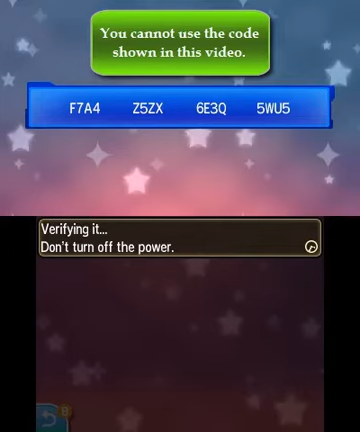 You cannot use the code
shown in this video.
F7A4 Z5ZX 6E3Q 5WU5
Verifying it...
Don't turn off the power.
B